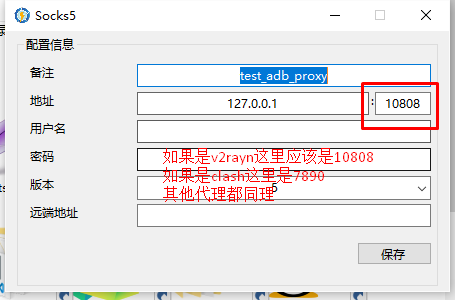 Socks5
配置信息
备注
test_adb_proxy
地址
127.0.0.1
:
10808
用户名
密码
如果是v2rayn这里应该是10808
如果是clash这里是7890
版本
5
其他代理都同理
远端地址
保存